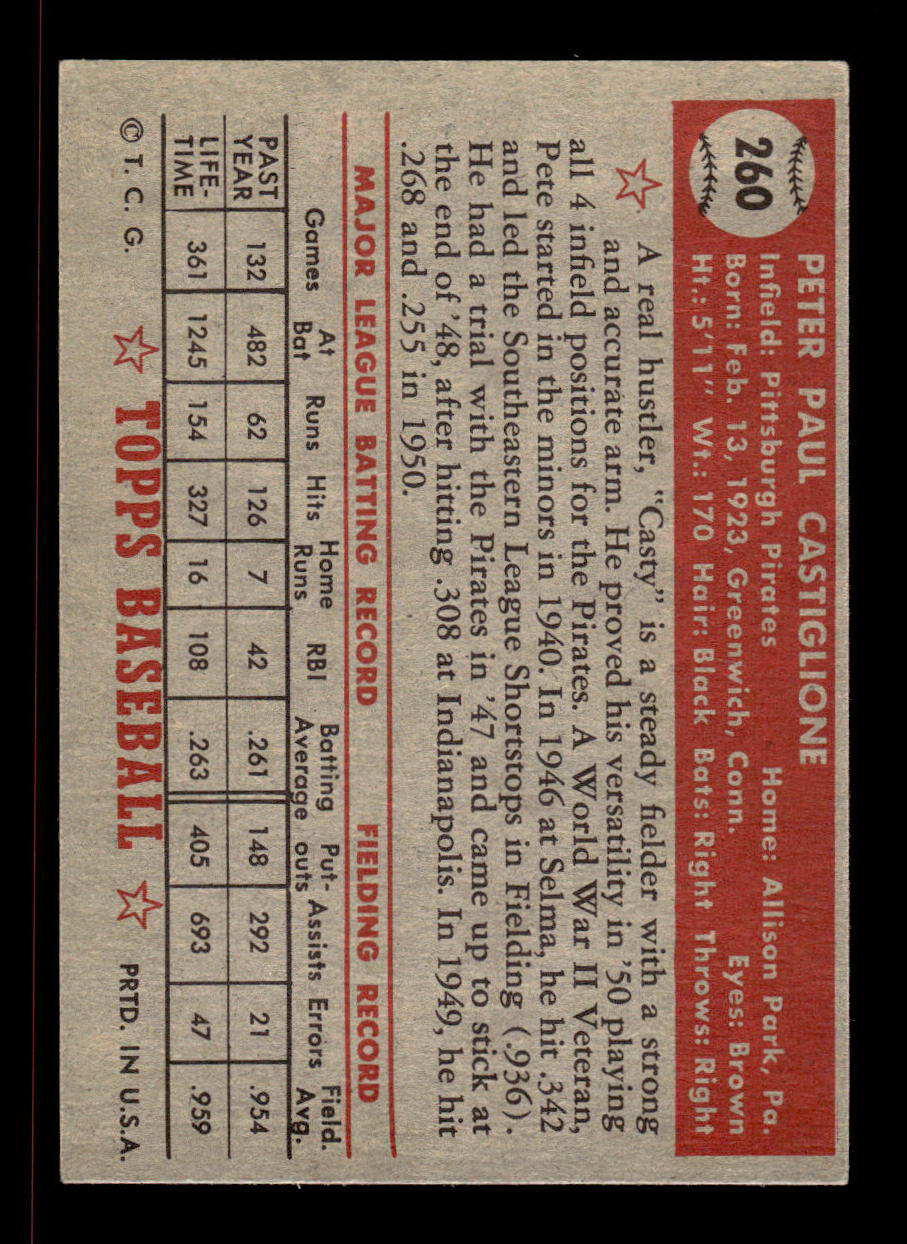 260
PETER PAUL CASTIGLIONE
Infield: Pittsburgh Pirates Home: Allison Park, Pa.
Born: Feb. 13, 1923, Greenwich, Conn. Eyes: Brown
Ht.: 5'11" Wt.: 170 Hair: Black Bats: Right Throws: Right
A real hustler, "Casty" is a steady fielder with a strong
and accurate arm. He proved his versatility in '50 playing
all 4 infield positions for the Pirates. A World War II Veteran,
Pete started in the minors in 1940. In 1946 at Selma, he hit .342
and led the Southeastern League Shortstops in Fielding (.936).
He had a trial with the Pirates in '47 and came up to stick at
the end of '48, after hitting .308 at Indianapolis. In 1949, he hit
.268 and .255 in 1950.
MAJOR LEAGUE BATTING RECORD FIELDING RECORD
Games At Bat Runs Hits Home Runs RBI Batting Average Put-outs Assists Errors Field. Avg.
PAST YEAR 132 482 62 126 7 42 .261 148 292 21 .954
LIFE-TIME 361 1245 154 327 16 108 .263 405 693 47 .959
© T. C. G. TOPPS BASEBALL PRTD. IN U.S.A.